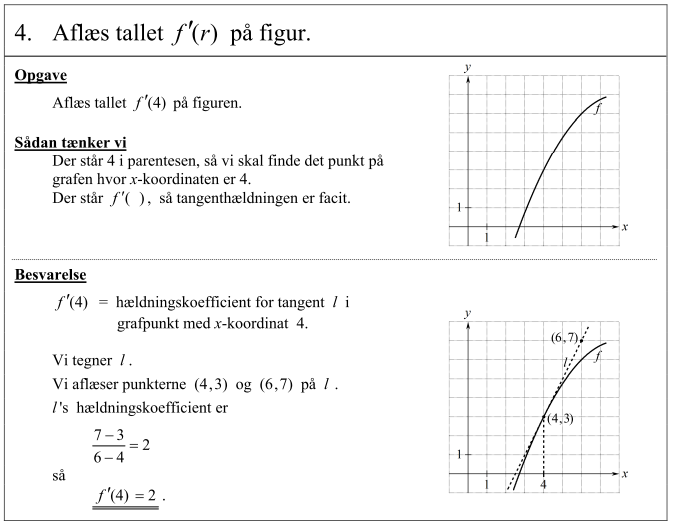 4. Aflæs tallet f′(r) på figur.
Opgave
Aflæs tallet f′(4) på figuren.
Sådan tænker vi
Der står 4 i parentesen, så vi skal finde det punkt på
grafen hvor x-koordinaten er 4.
Der står f′( ), så tangenthældningen er facit.
y
f
1
x
1
Besvarelse
f′(4) = hældningskoefficient for tangent l i
grafpunkt med x-koordinat 4.
Vi tegner l.
Vi aflæser punkterne (4,3) og (6,7) på l.
l's hældningskoefficient er
7−3
6−4
= 2
så
f′(4) = 2.
y
(6,7)
l
f
(4,3)
1
x
1
4